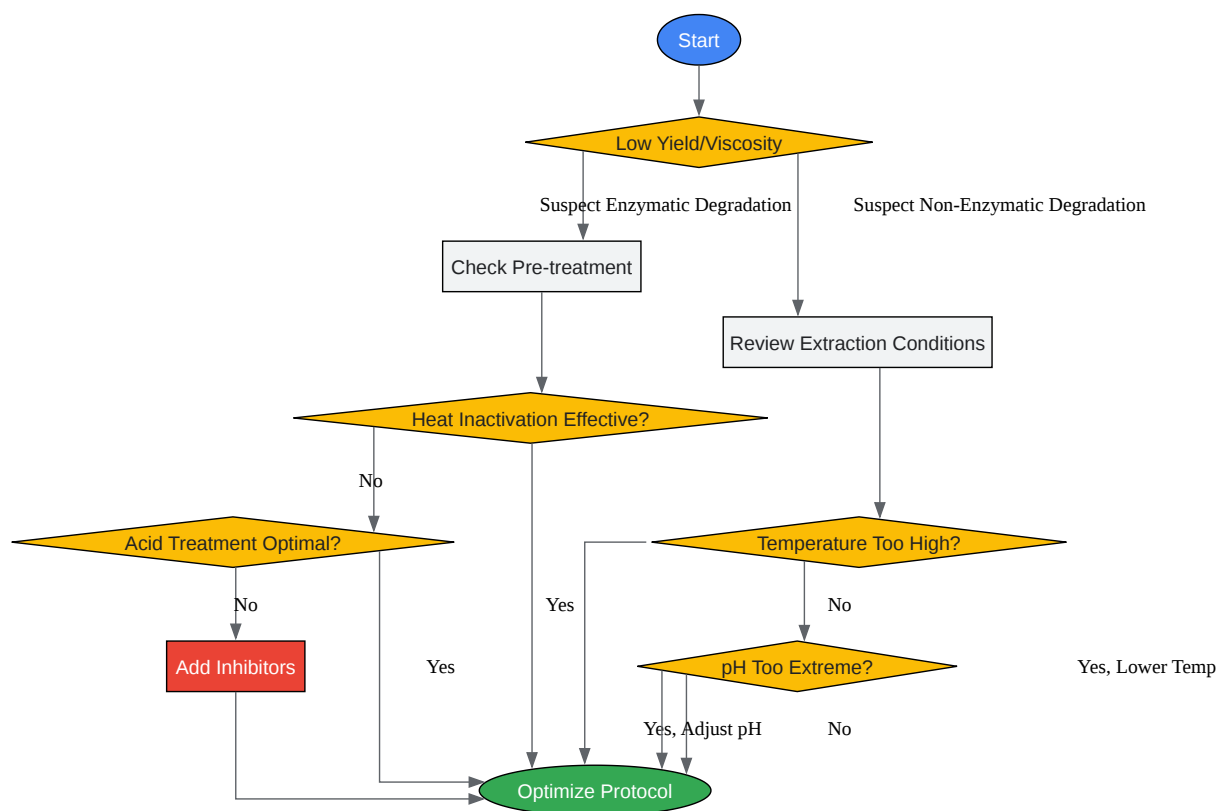 Start
Low Yield/Viscosity
Suspect Enzymatic Degradation
Suspect Non-Enzymatic Degradation
Check Pre-treatment
Review Extraction Conditions
Heat Inactivation Effective?
No
Acid Treatment Optimal?
Temperature Too High?
No
Yes
No
Add Inhibitors
Yes
pH Too Extreme?
Yes, Lower Temp
Yes, Adjust pH
No
Optimize Protocol